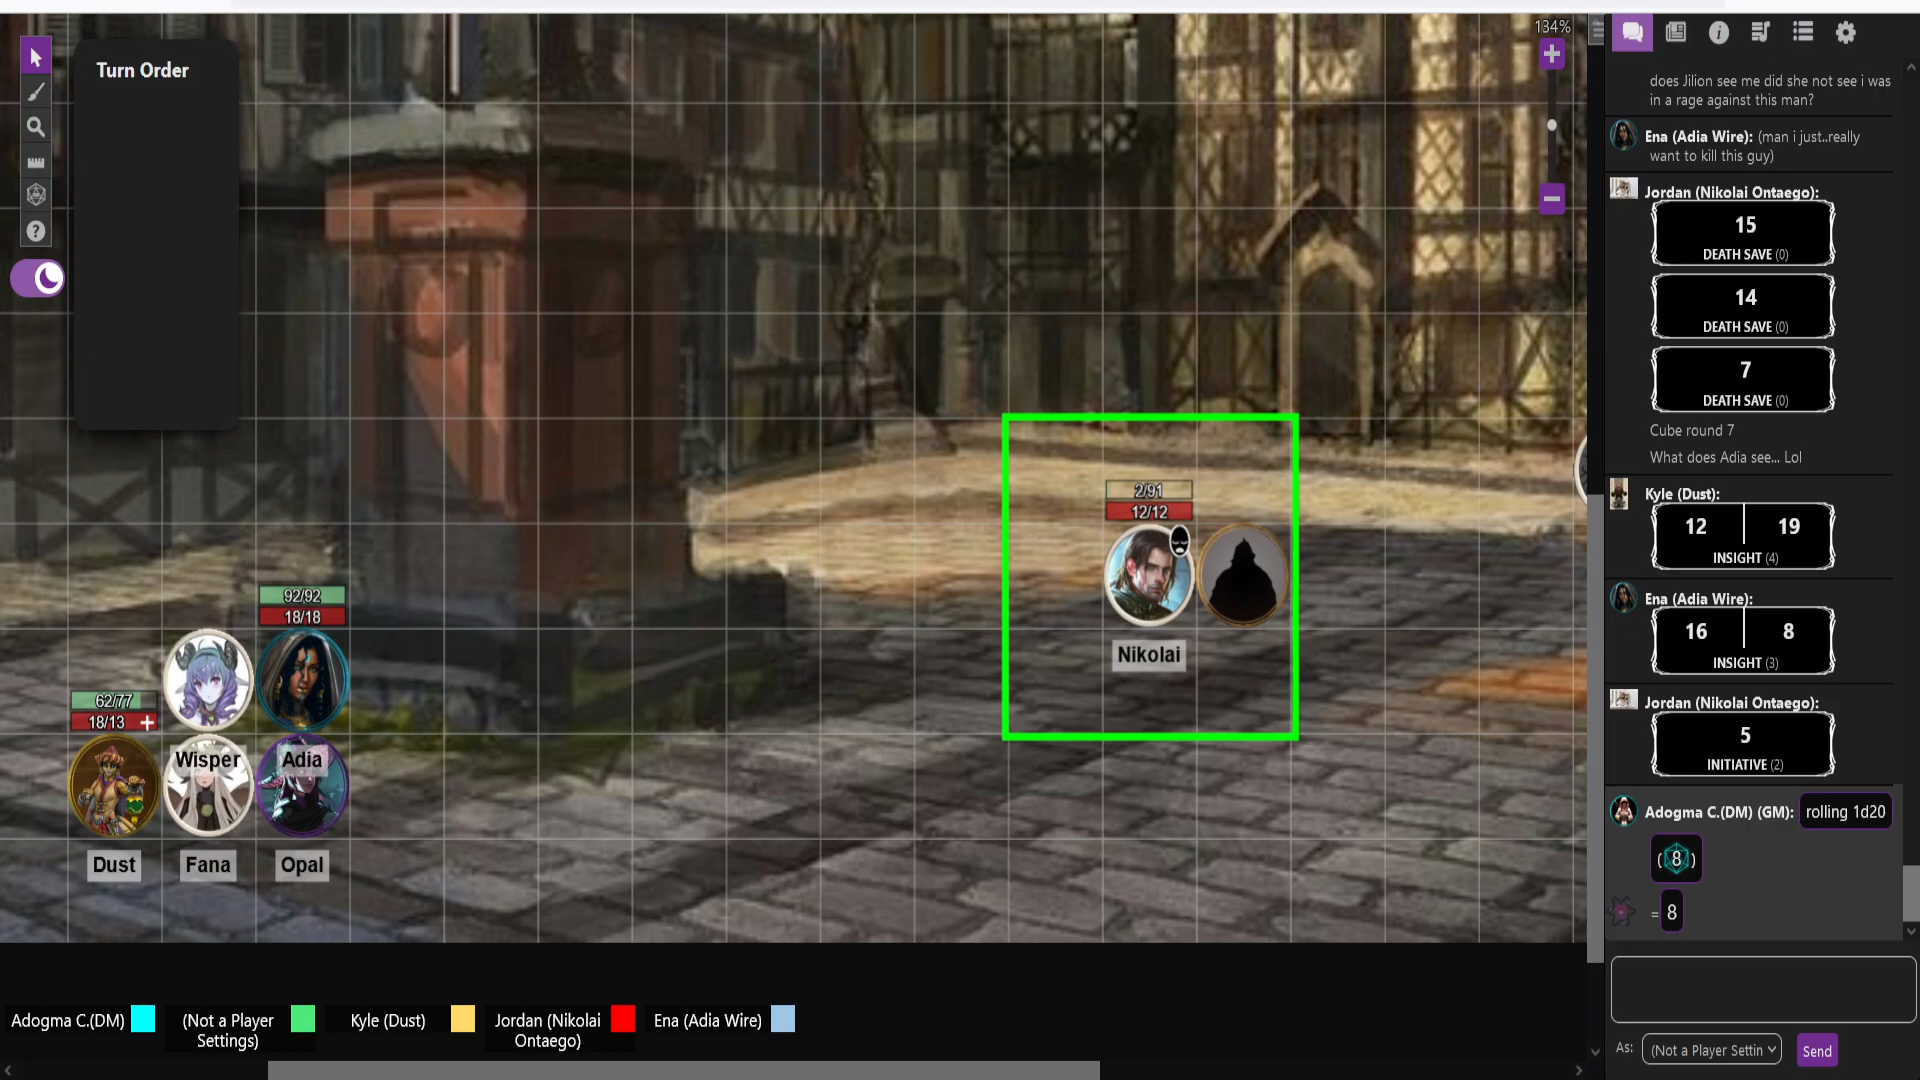 134%
Turn Order
2/91
12/12
Nikolai
92/92
18/18
62/77
18/13
Wisper
Adia
Dust
Fana
Opal
Adogma C.(DM)
(Not a Player
Settings)
Kyle (Dust)
Jordan (Nikolai
Ontaego)
Ena (Adia Wire)
does Jilion see me did she not see i was
in a rage against this man?
Ena (Adia Wire): (man i just..really
want to kill this guy)
Jordan (Nikolai Ontaego):
15
DEATH SAVE (0)
14
DEATH SAVE (0)
7
DEATH SAVE (0)
Cube round 7
What does Adia see... Lol
Kyle (Dust):
12 19
INSIGHT (4)
Ena (Adia Wire):
16 8
INSIGHT (3)
Jordan (Nikolai Ontaego):
5
INITIATIVE (2)
Adogma C.(DM) (GM): rolling 1d20
(8)
=8
As: (Not a Player Settin
Send